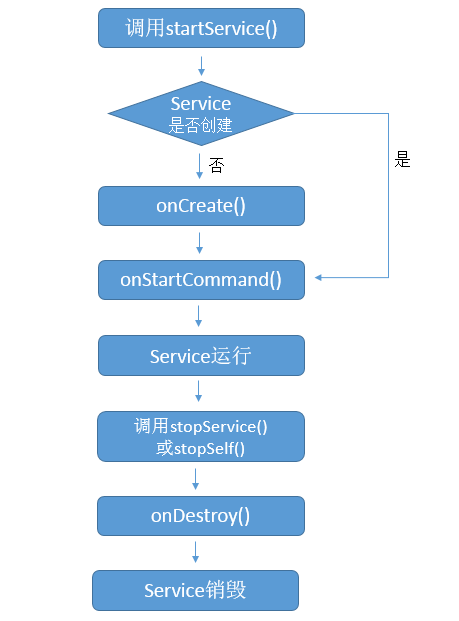 调用startService()
Service
是否创建
否
是
onCreate()
onStartCommand()
Service运行
调用stopService()
或stopSelf()
onDestroy()
Service销毁